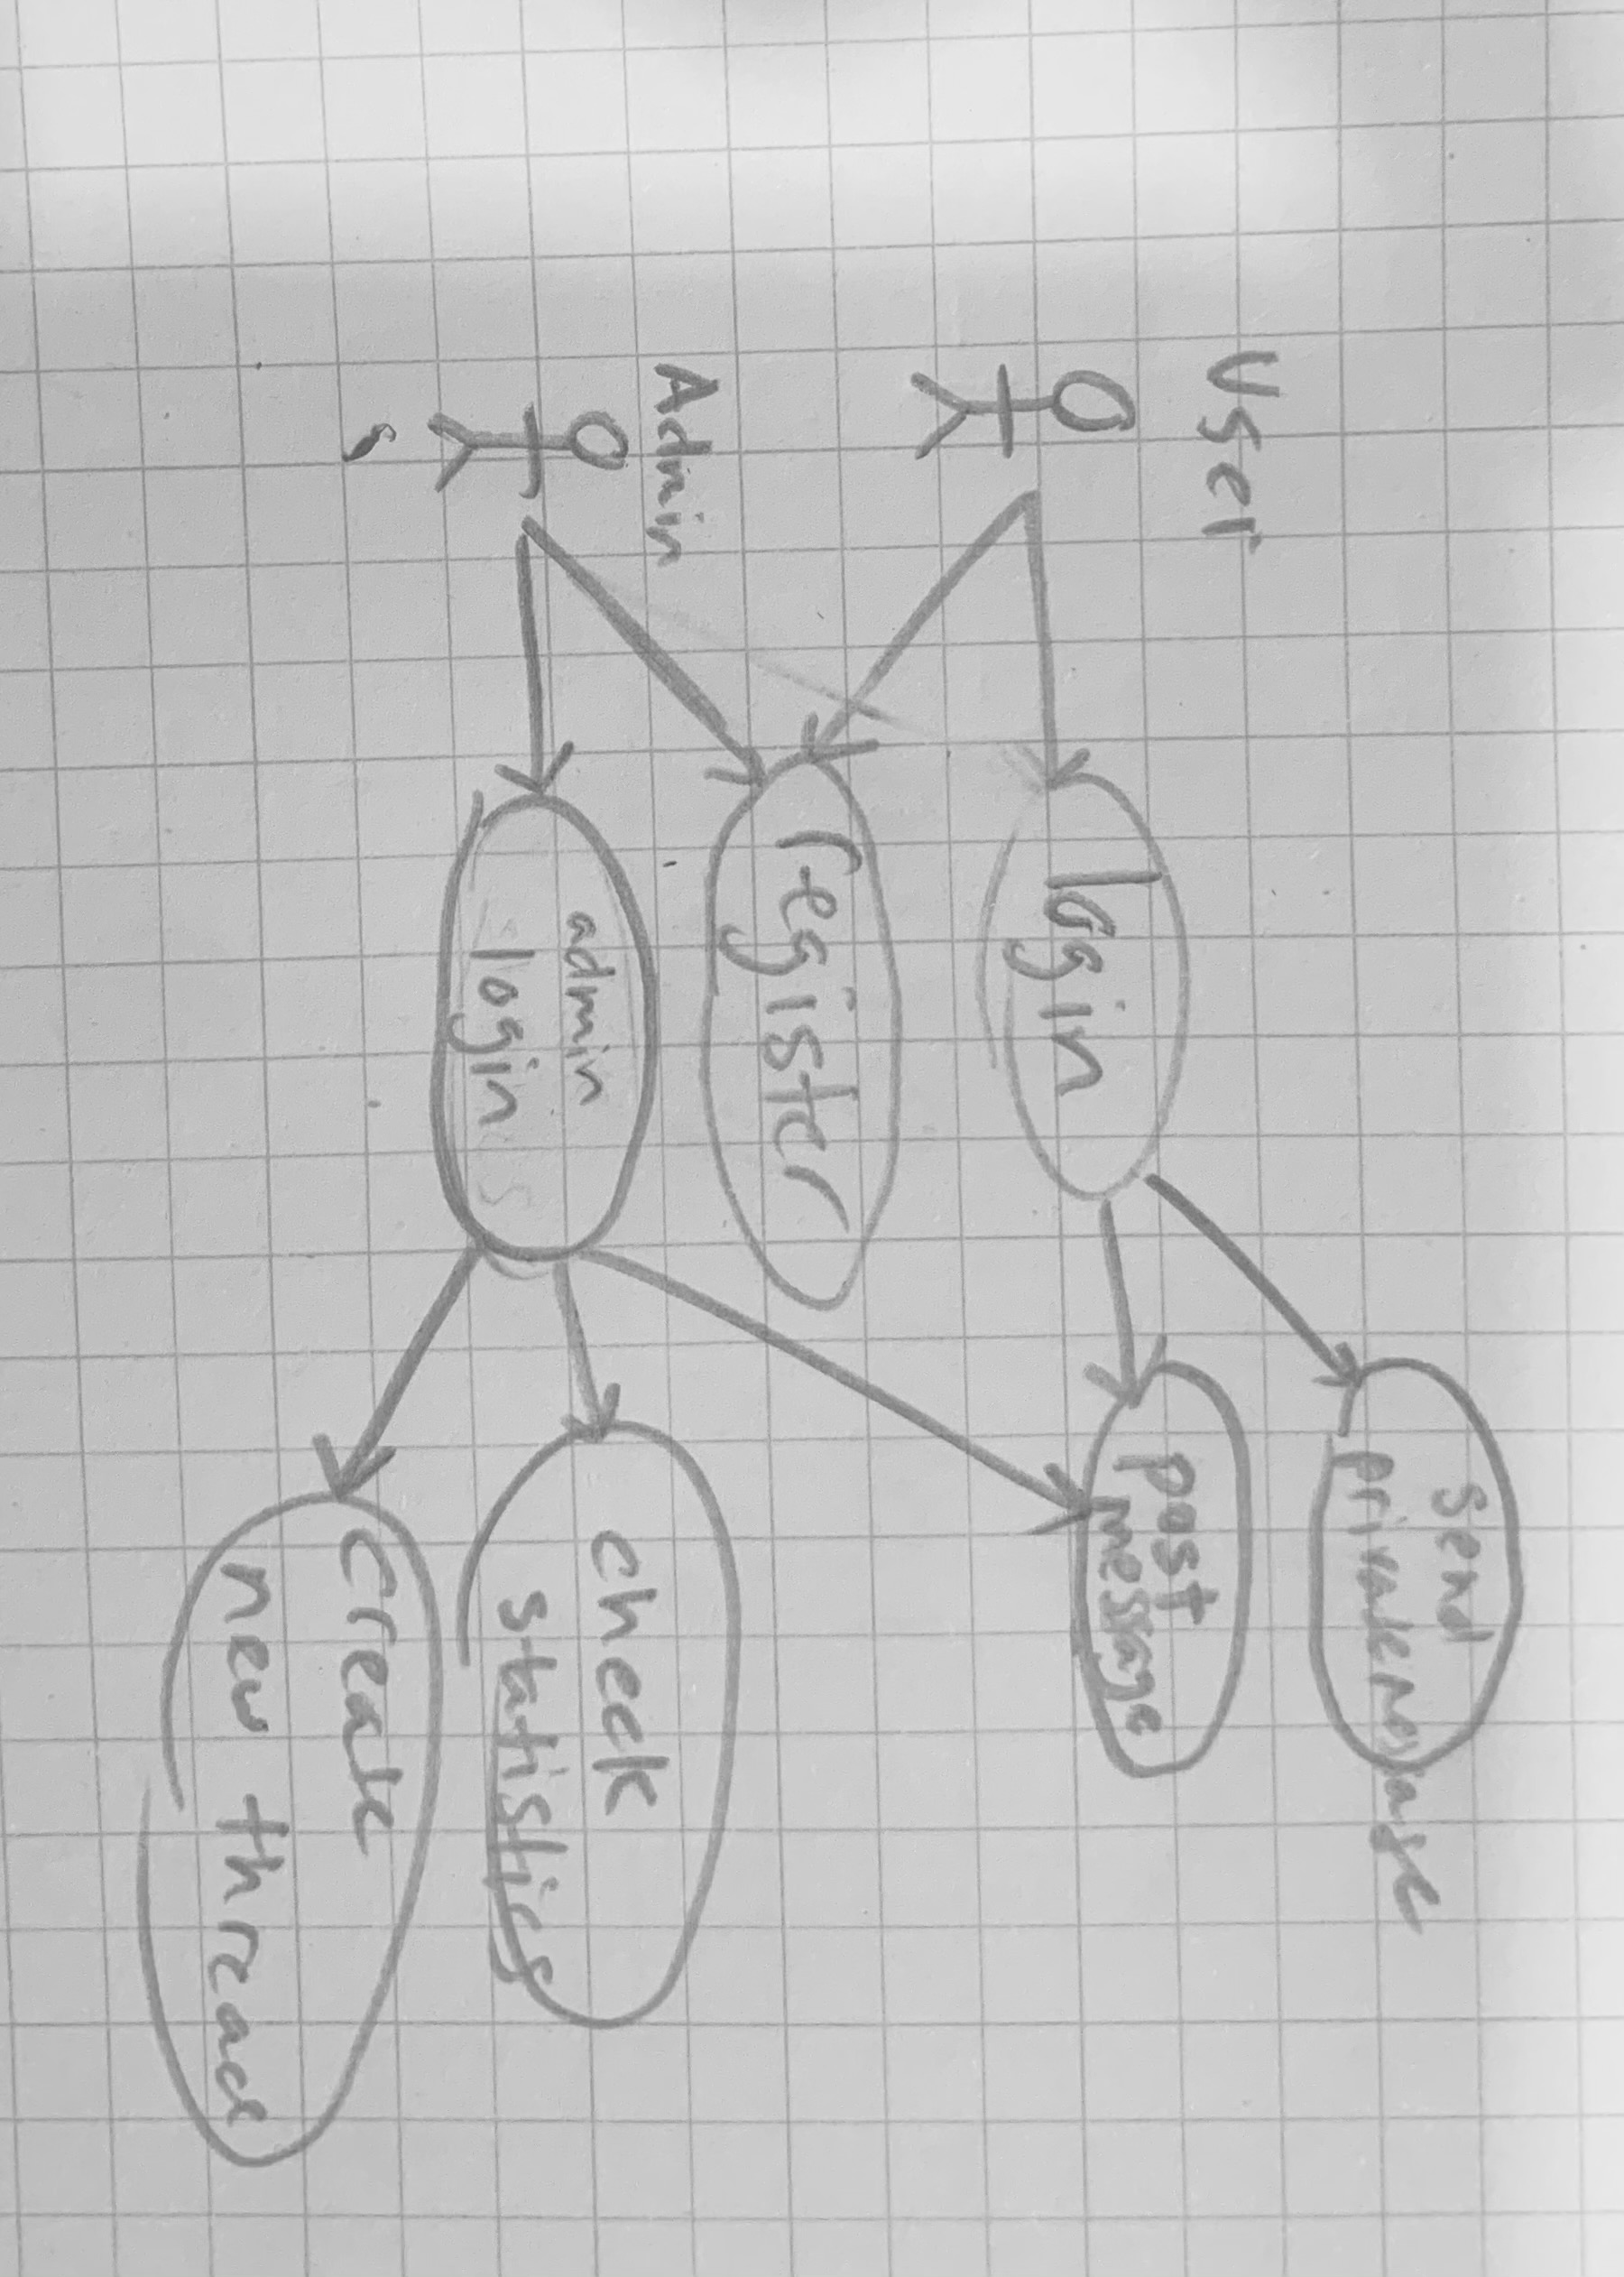 User
Admin
login
register
admin
login
send
private message
post
message
check
statistics
create
new thread